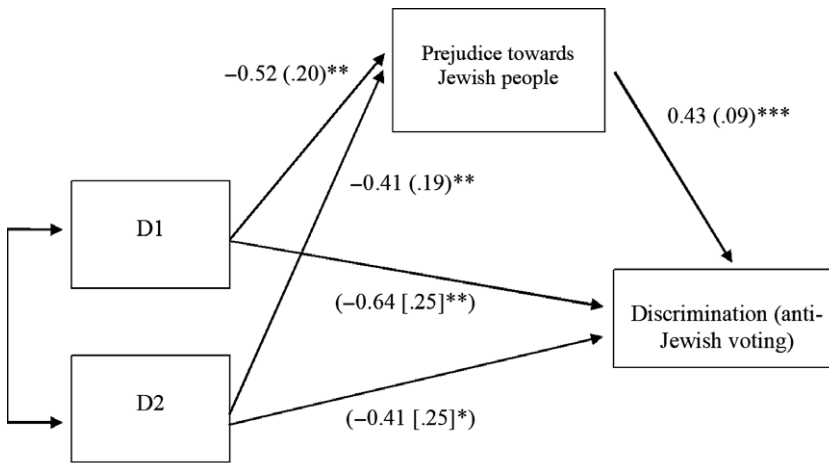 Prejudice towards
Jewish people
−0.52 (.20)**
0.43 (.09)***
−0.41 (.19)**
D1
(−0.64 [.25]**)
Discrimination (anti-
Jewish voting)
D2
(−0.41 [.25]*)